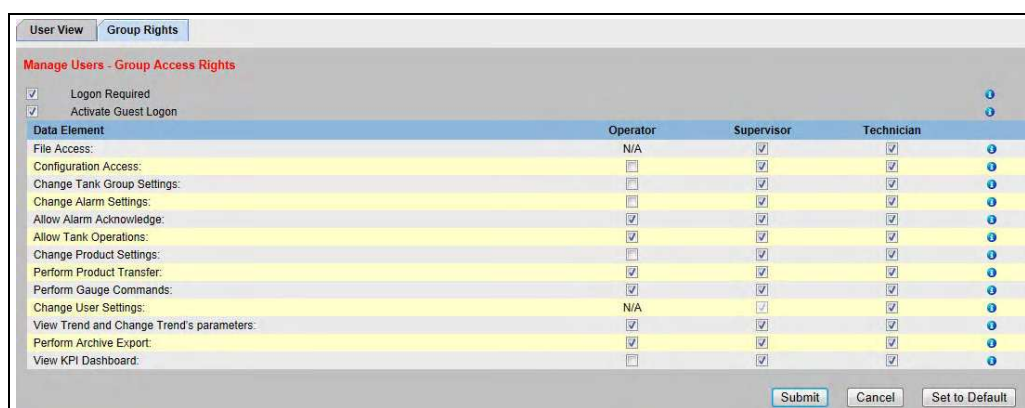 User View Group Rights
Manage Users - Group Access Rights
Logon Required
Activate Guest Logon
Data Element Operator Supervisor Technician
File Access: N/A
Configuration Access:
Change Tank Group Settings:
Change Alarm Settings:
Allow Alarm Acknowledge:
Allow Tank Operations:
Change Product Settings:
Perform Product Transfer:
Perform Gauge Commands:
Change User Settings: N/A
View Trend and Change Trend's parameters:
Perform Archive Export:
View KPI Dashboard:
Submit Cancel Set to Default